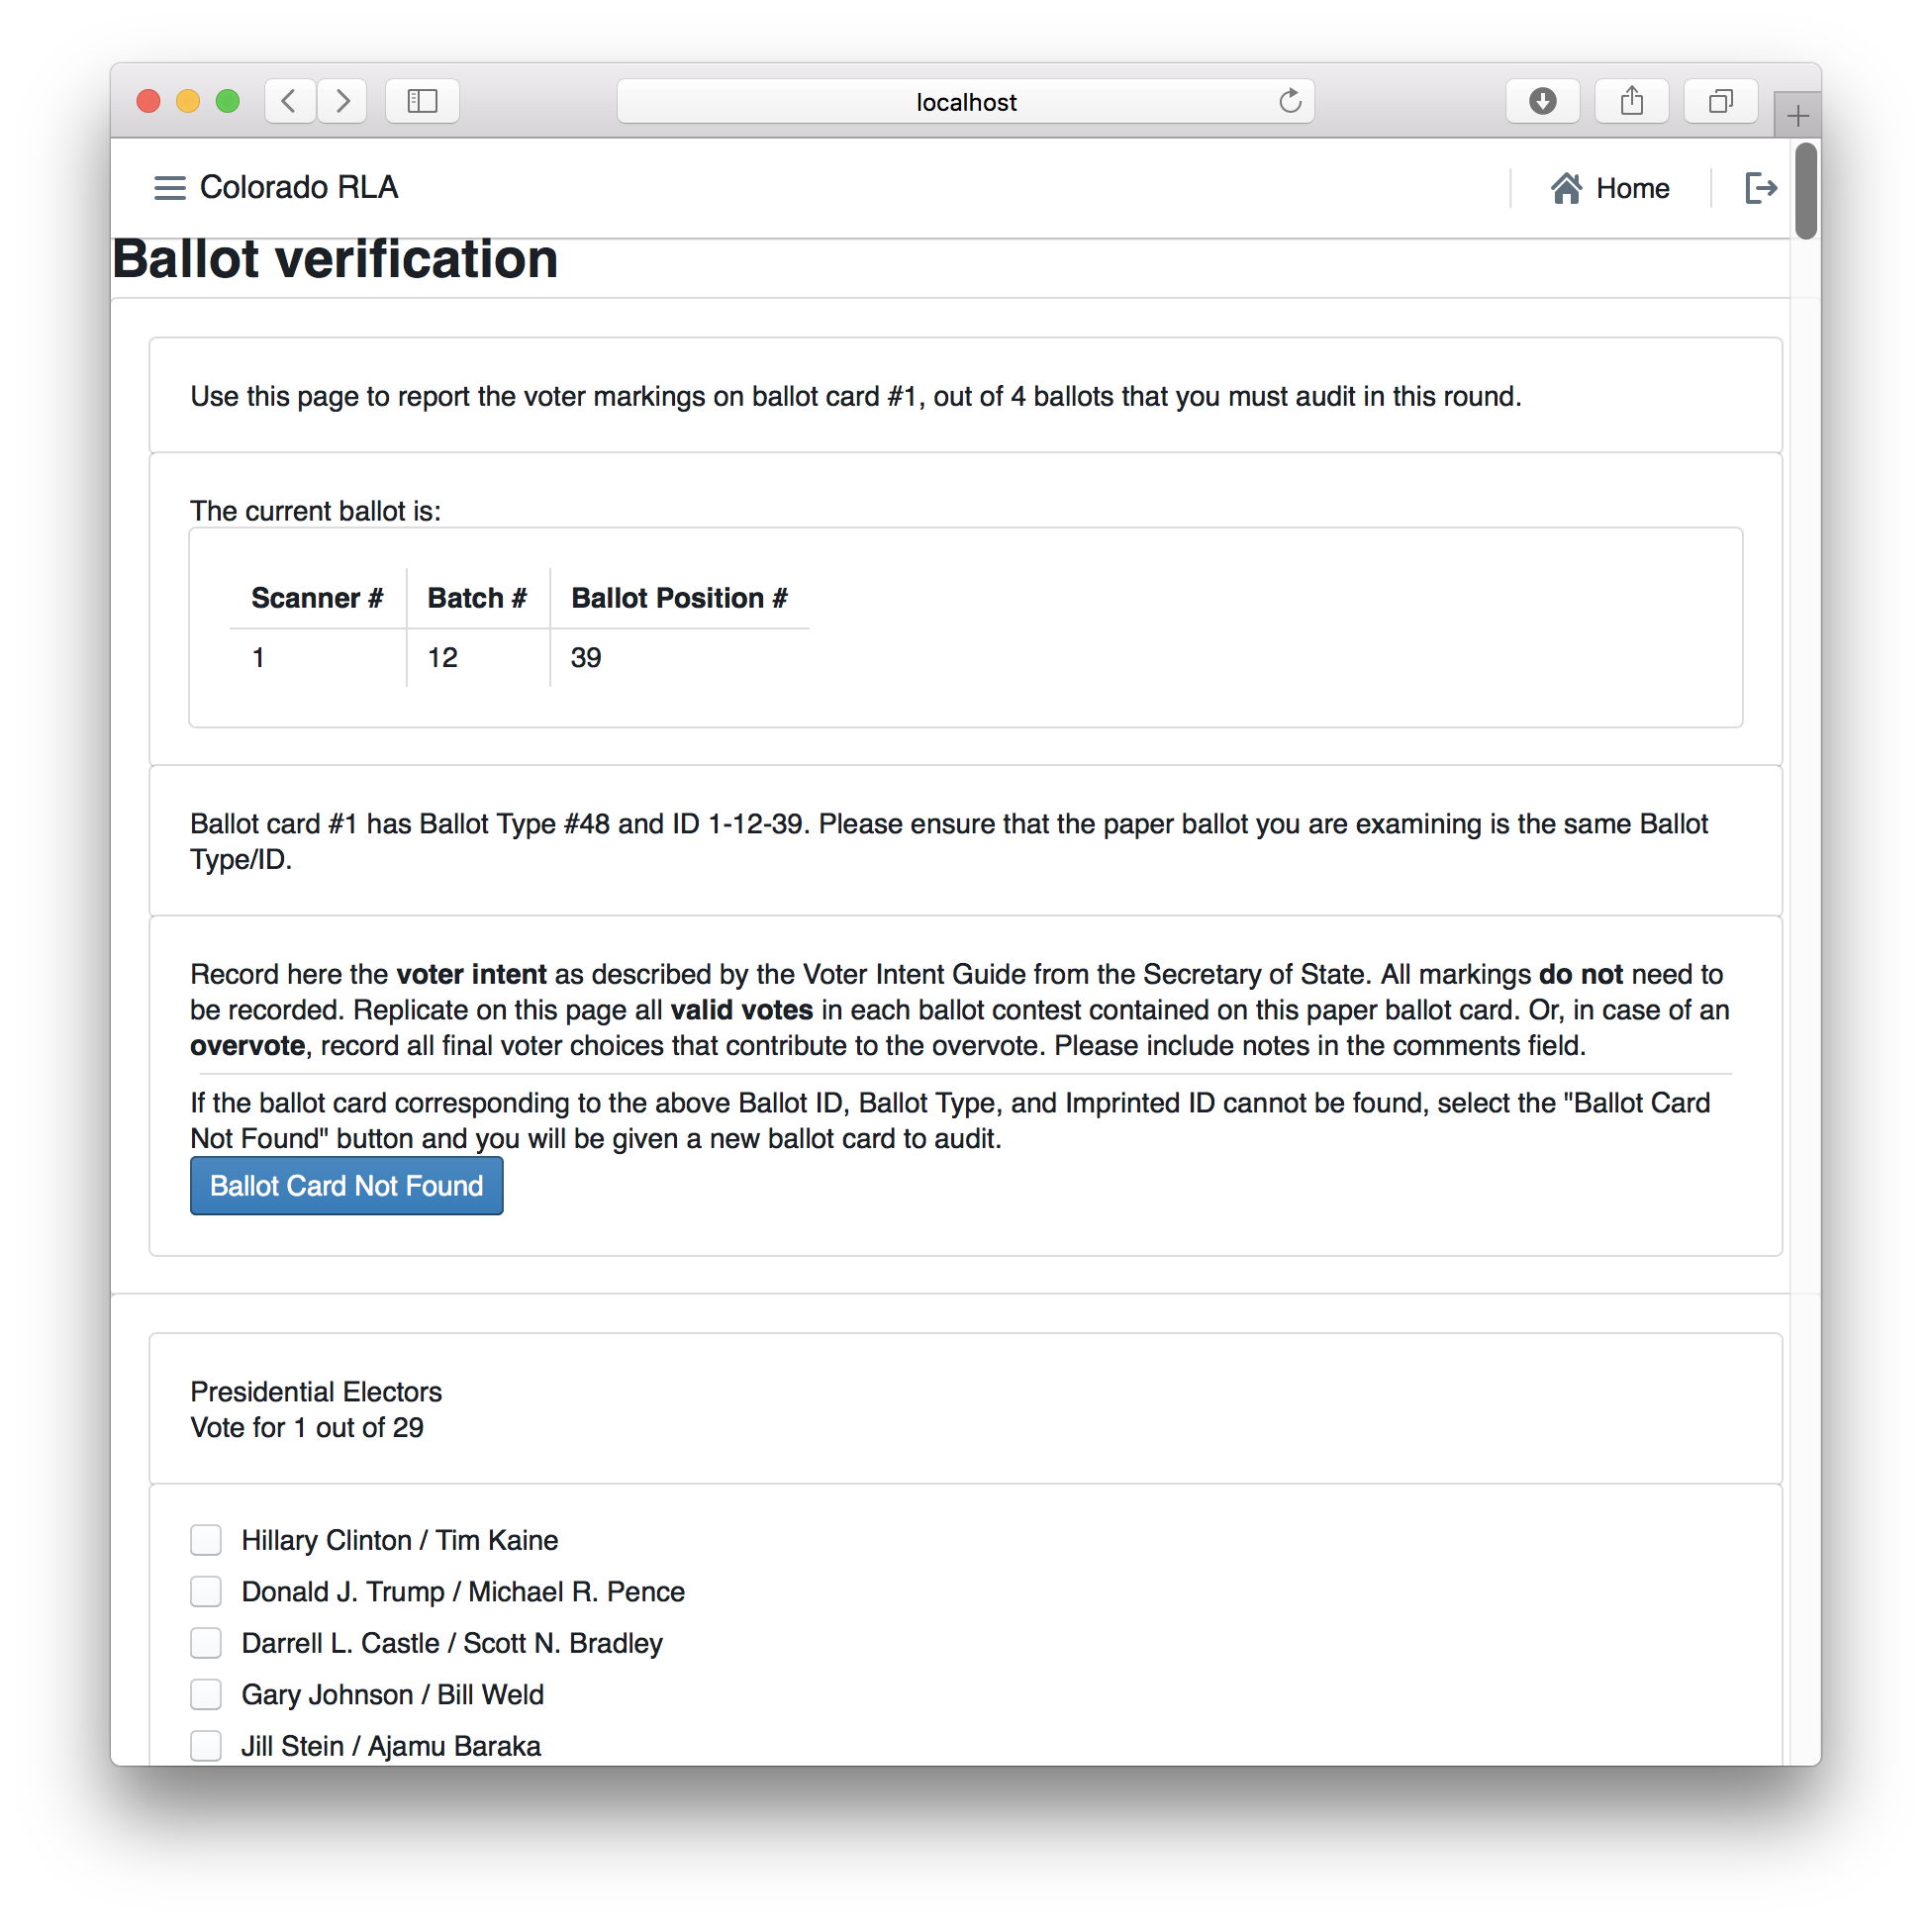 localhost
Colorado RLA
Home
Ballot verification
Use this page to report the voter markings on ballot card #1, out of 4 ballots that you must audit in this round.
The current ballot is:
Scanner # Batch # Ballot Position #
1 12 39
Ballot card #1 has Ballot Type #48 and ID 1-12-39. Please ensure that the paper ballot you are examining is the same Ballot
Type/ID.
Record here the voter intent as described by the Voter Intent Guide from the Secretary of State. All markings do not need to
be recorded. Replicate on this page all valid votes in each ballot contest contained on this paper ballot card. Or, in case of an
overvote, record all final voter choices that contribute to the overvote. Please include notes in the comments field.
If the ballot card corresponding to the above Ballot ID, Ballot Type, and Imprinted ID cannot be found, select the "Ballot Card
Not Found" button and you will be given a new ballot card to audit.
Ballot Card Not Found
Presidential Electors
Vote for 1 out of 29
Hillary Clinton / Tim Kaine
Donald J. Trump / Michael R. Pence
Darrell L. Castle / Scott N. Bradley
Gary Johnson / Bill Weld
Jill Stein / Ajamu Baraka